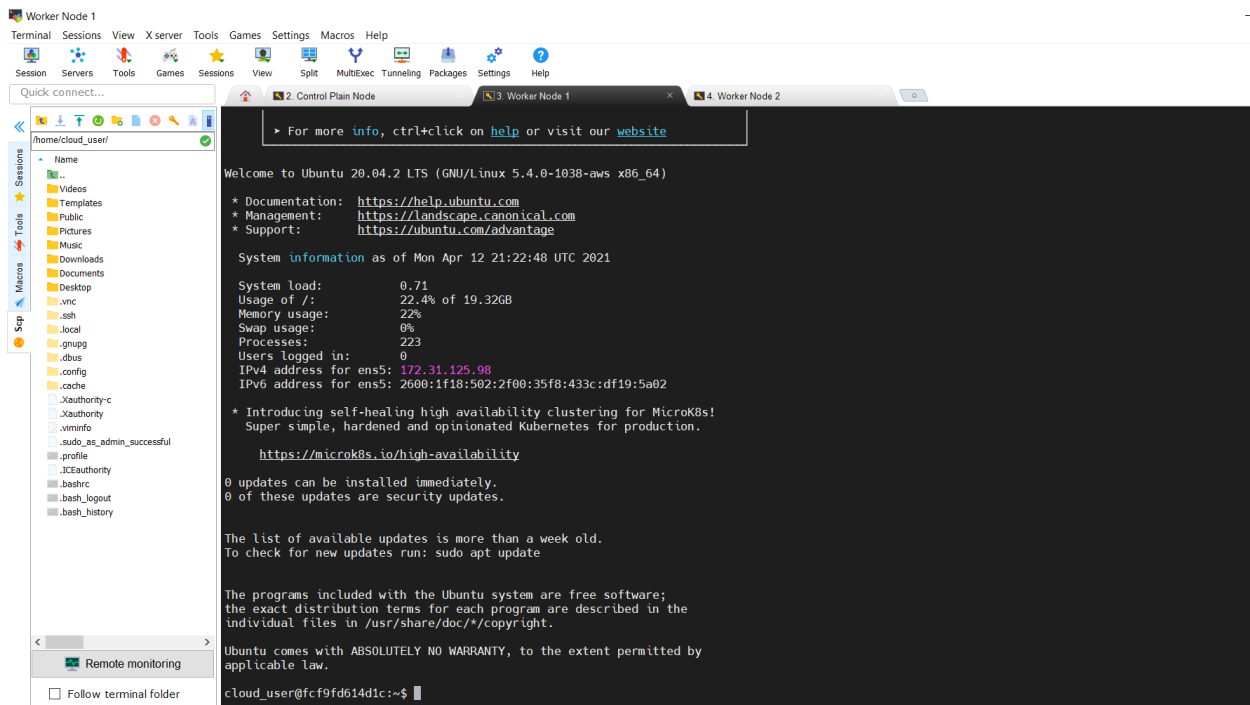 Worker Node 1
Terminal Sessions View X server Tools Games Settings Macros Help
Session Servers Tools Games Sessions View Split MultiExec Tunneling Packages Settings Help
Quick connect...
2. Control Plain Node
3. Worker Node 1
4. Worker Node 2
Sessions
Tools
Macros
Scp
/home/cloud_user/
Name
..
Videos
Templates
Public
Pictures
Music
Downloads
Documents
Desktop
.vnc
.ssh
.local
.gnupg
.dbus
.config
.cache
.Xauthority-c
.Xauthority
.viminfo
.sudo_as_admin_successful
.profile
.ICEauthority
.bashrc
.bash_logout
.bash_history
Remote monitoring
Follow terminal folder
➤ For more info, ctrl+click on help or visit our website
Welcome to Ubuntu 20.04.2 LTS (GNU/Linux 5.4.0-1038-aws x86_64)
* Documentation: https://help.ubuntu.com
* Management: https://landscape.canonical.com
* Support: https://ubuntu.com/advantage
System information as of Mon Apr 12 21:22:48 UTC 2021
System load: 0.71
Usage of /: 22.4% of 19.32GB
Memory usage: 22%
Swap usage: 0%
Processes: 223
Users logged in: 0
IPv4 address for ens5: 172.31.125.98
IPv6 address for ens5: 2600:1f18:502:2f00:35f8:433c:df19:5a02
* Introducing self-healing high availability clustering for MicroK8s!
Super simple, hardened and opinionated Kubernetes for production.
https://microk8s.io/high-availability
0 updates can be installed immediately.
0 of these updates are security updates.
The list of available updates is more than a week old.
To check for new updates run: sudo apt update
The programs included with the Ubuntu system are free software;
the exact distribution terms for each program are described in the
individual files in /usr/share/doc/*/copyright.
Ubuntu comes with ABSOLUTELY NO WARRANTY, to the extent permitted by
applicable law.
cloud_user@fcf9fd614d1c:~$